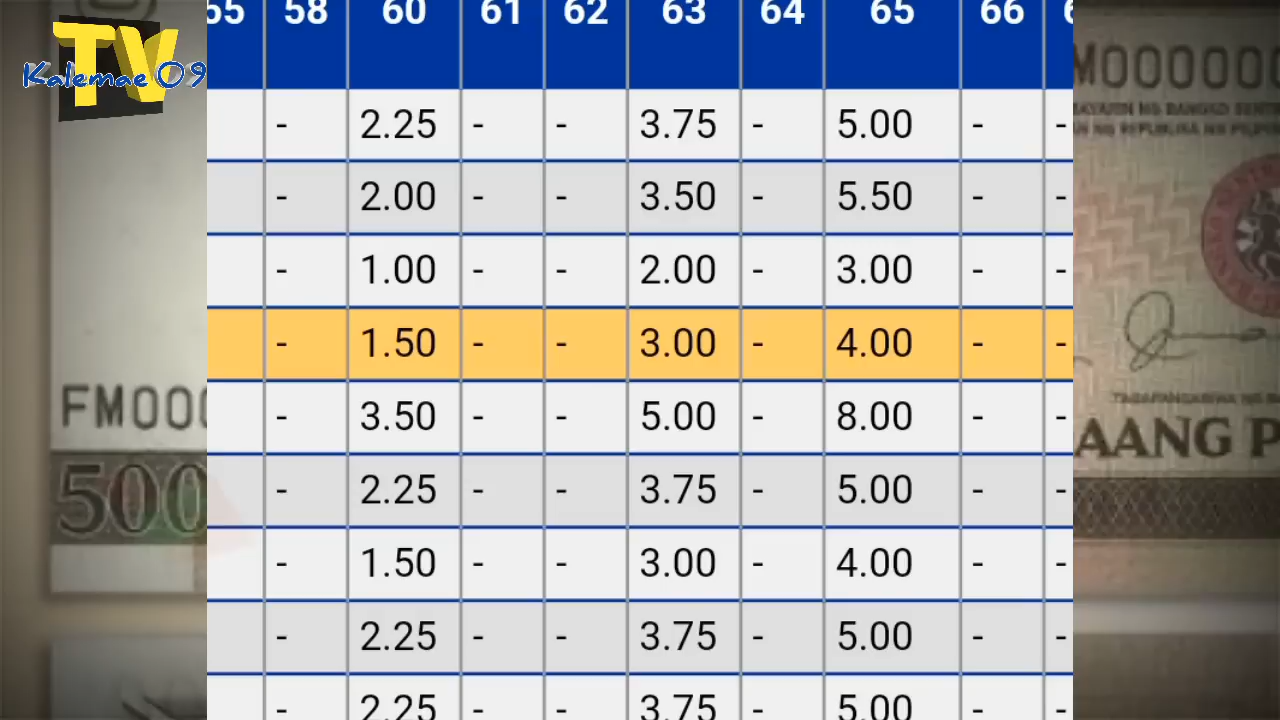 TV
Kalemae 09
55 58 60 61 62 63 64 65 66
- 2.25 - - 3.75 - 5.00 - -
- 2.00 - - 3.50 - 5.50 - -
- 1.00 - - 2.00 - 3.00 - -
- 1.50 - - 3.00 - 4.00 - -
- 3.50 - - 5.00 - 8.00 - -
- 2.25 - - 3.75 - 5.00 - -
- 1.50 - - 3.00 - 4.00 - -
- 2.25 - - 3.75 - 5.00 - -
- 2.25 - - 3.75 - 5.00 - -
FM000
500
M000000
AANG P